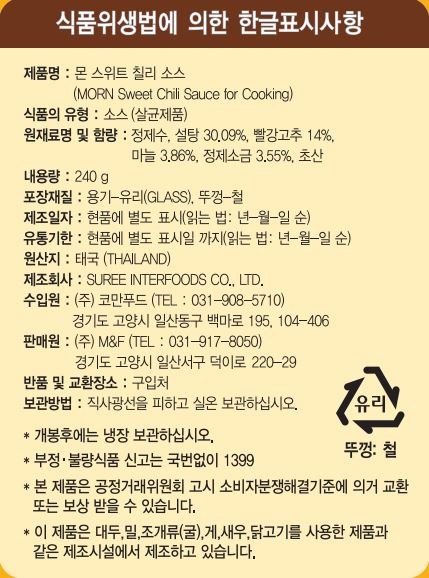 식품위생법에 의한 한글표시사항
제품명 : 몬 스위트 칠리 소스
(MORN Sweet Chili Sauce for Cooking)
식품의 유형 : 소스 (살균제품)
원재료명 및 함량 : 정제수, 설탕 30.09%, 빨강고추 14%,
마늘 3.86%, 정제소금 3.55%, 초산
내용량 : 240 g
포장재질 : 용기-유리(GLASS), 뚜껑-철
제조일자 : 현품에 별도 표시(읽는 법: 년-월-일 순)
유통기한 : 현품에 별도 표시일 까지(읽는 법: 년-월-일 순)
원산지 : 태국 (THAILAND)
제조회사 : SUREE INTERFOODS CO., LTD.
수입원 : (주) 코만푸드 (TEL : 031-908-5710)
경기도 고양시 일산동구 백마로 195, 104-406
판매원 : (주) M&F (TEL : 031-917-8050)
경기도 고양시 일산서구 덕이로 220-29
반품 및 교환장소 : 구입처
보관방법 : 직사광선을 피하고 실온 보관하십시오.
유리
뚜껑: 철
* 개봉후에는 냉장 보관하십시오.
* 부정·불량식품 신고는 국번없이 1399
* 본 제품은 공정거래위원회 고시 소비자분쟁해결기준에 의거 교환
또는 보상 받을 수 있습니다.
* 이 제품은 대두,밀,조개류(굴),게,새우,닭고기를 사용한 제품과
같은 제조시설에서 제조하고 있습니다.